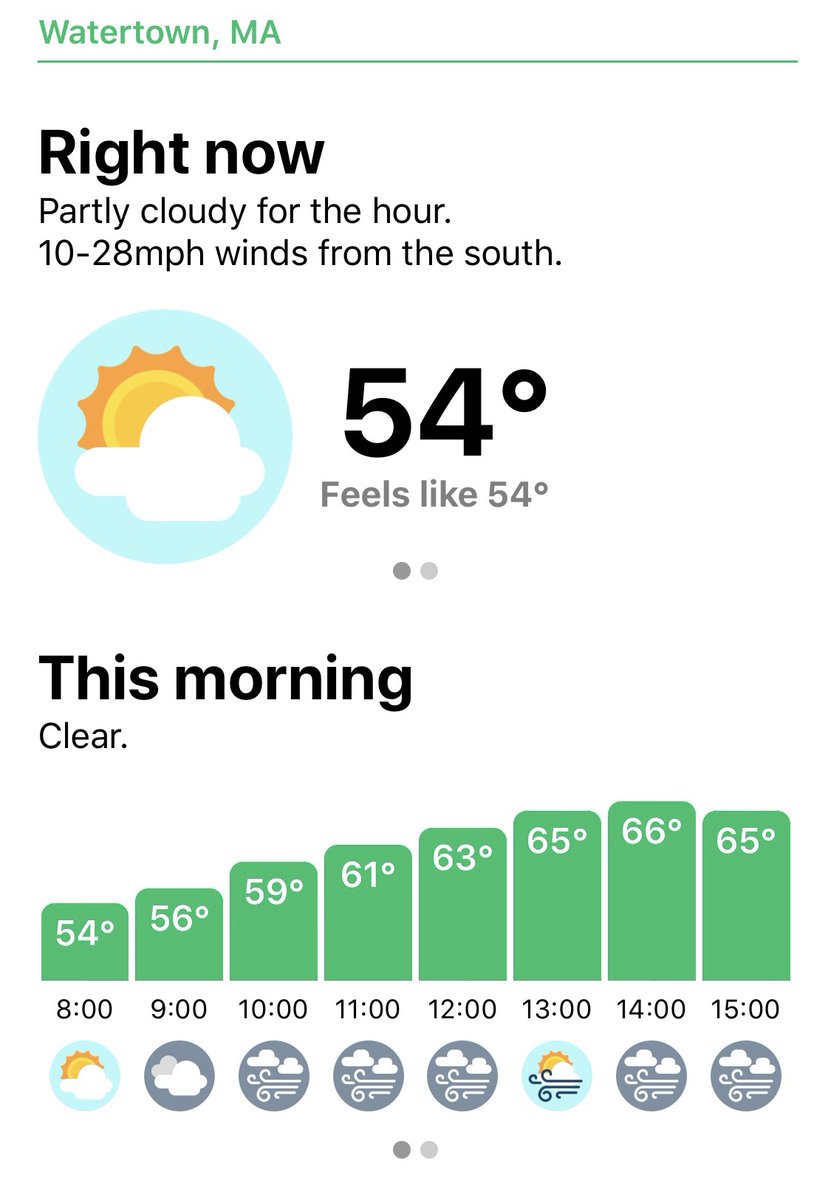 Watertown, MA
Right now
Partly cloudy for the hour.
10-28mph winds from the south.
54°
Feels like 54°
This morning
Clear.
54° 56° 59° 61° 63° 65° 66° 65°
8:00 9:00 10:00 11:00 12:00 13:00 14:00 15:00